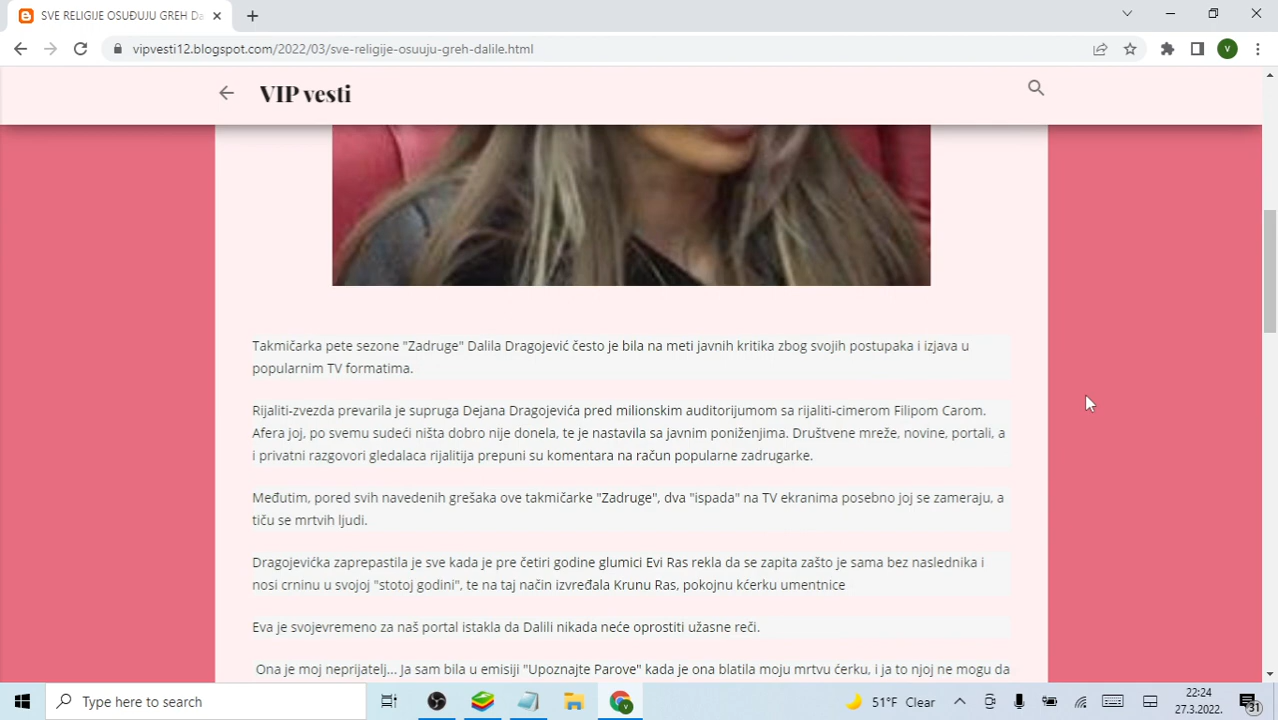 SVE RELIGIJE OSUĐUJU GREH Da
vipvesti12.blogspot.com/2022/03/sve-religije-osuuju-greh-dalile.html
V
VIP vesti
Takmičarka pete sezone "Zadruge" Dalila Dragojević često je bila na meti javnih kritika zbog svojih postupaka i izjava u
popularnim TV formatima.
Rijaliti-zvezda prevarila je supruga Dejana Dragojevića pred milionskim auditorijumom sa rijaliti-cimerom Filipom Carom.
Afera joj, po svemu sudeći ništa dobro nije donela, te je nastavila sa javnim poniženjima. Društvene mreže, novine, portali, a
i privatni razgovori gledalaca rijalitija prepuni su komentara na račun popularne zadrugarke.
Međutim, pored svih navedenih grešaka ove takmičarke "Zadruge", dva "ispada" na TV ekranima posebno joj se zameraju, a
tiču se mrtvih ljudi.
Dragojevićka zaprepastila je sve kada je pre četiri godine glumici Evi Ras rekla da se zapita zašto je sama bez naslednika i
nosi crninu u svojoj "stotoj godini", te na taj način izvređala Krunu Ras, pokojnu kćerku umentnice
Eva je svojevremeno za naš portal istakla da Dalili nikada neće oprostiti užasne reči.
Ona je moj neprijatelj... Ja sam bila u emisiji "Upoznajte Parove" kada je ona blatila moju mrtvu ćerku, i ja to njoj ne mogu da
Type here to search
51°F Clear
22:24
27.3.2022.
31